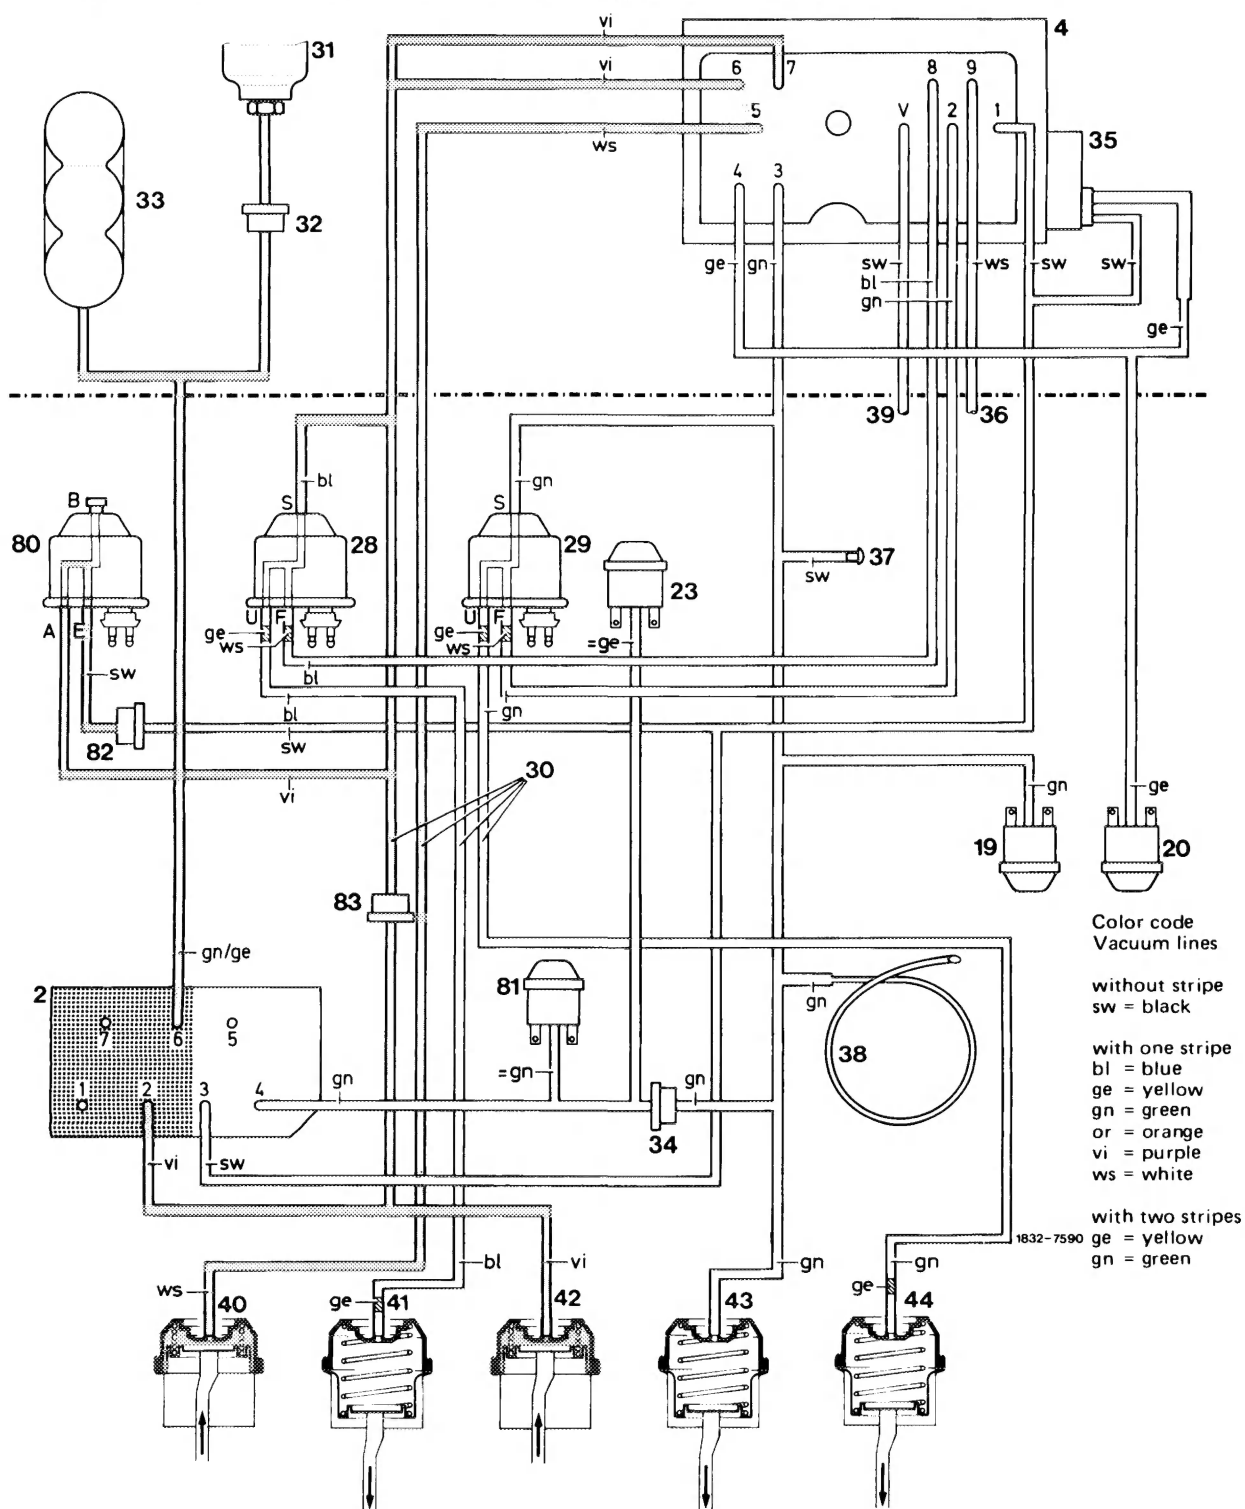 vi
31
4
vi
6
7
8
9
5
V
2
1
ws
35
33
4
3
32
ge
gn
sw
ws
sw
sw
bl
gn
ge
39
36
bl
gn
B
S
S
80
28
29
37
23
sw
A
E
U
F
U
F
ge
ws
ge
ws
=ge
sw
bl
bl
gn
82
sw
vi
30
gn
ge
19
20
83
Color code
Vacuum lines
gn/ge
2
81
without stripe
sw = black
gn
7
6
5
38
with one stripe
bl = blue
=gn
ge = yellow
1
2
3
4
gn
gn
gn = green
or = orange
34
vi = purple
vi
sw
ws = white
with two stripes
1832-7590
ge = yellow
gn = green
bl
vi
gn
gn
ws
ge
ge
40
41
42
43
44